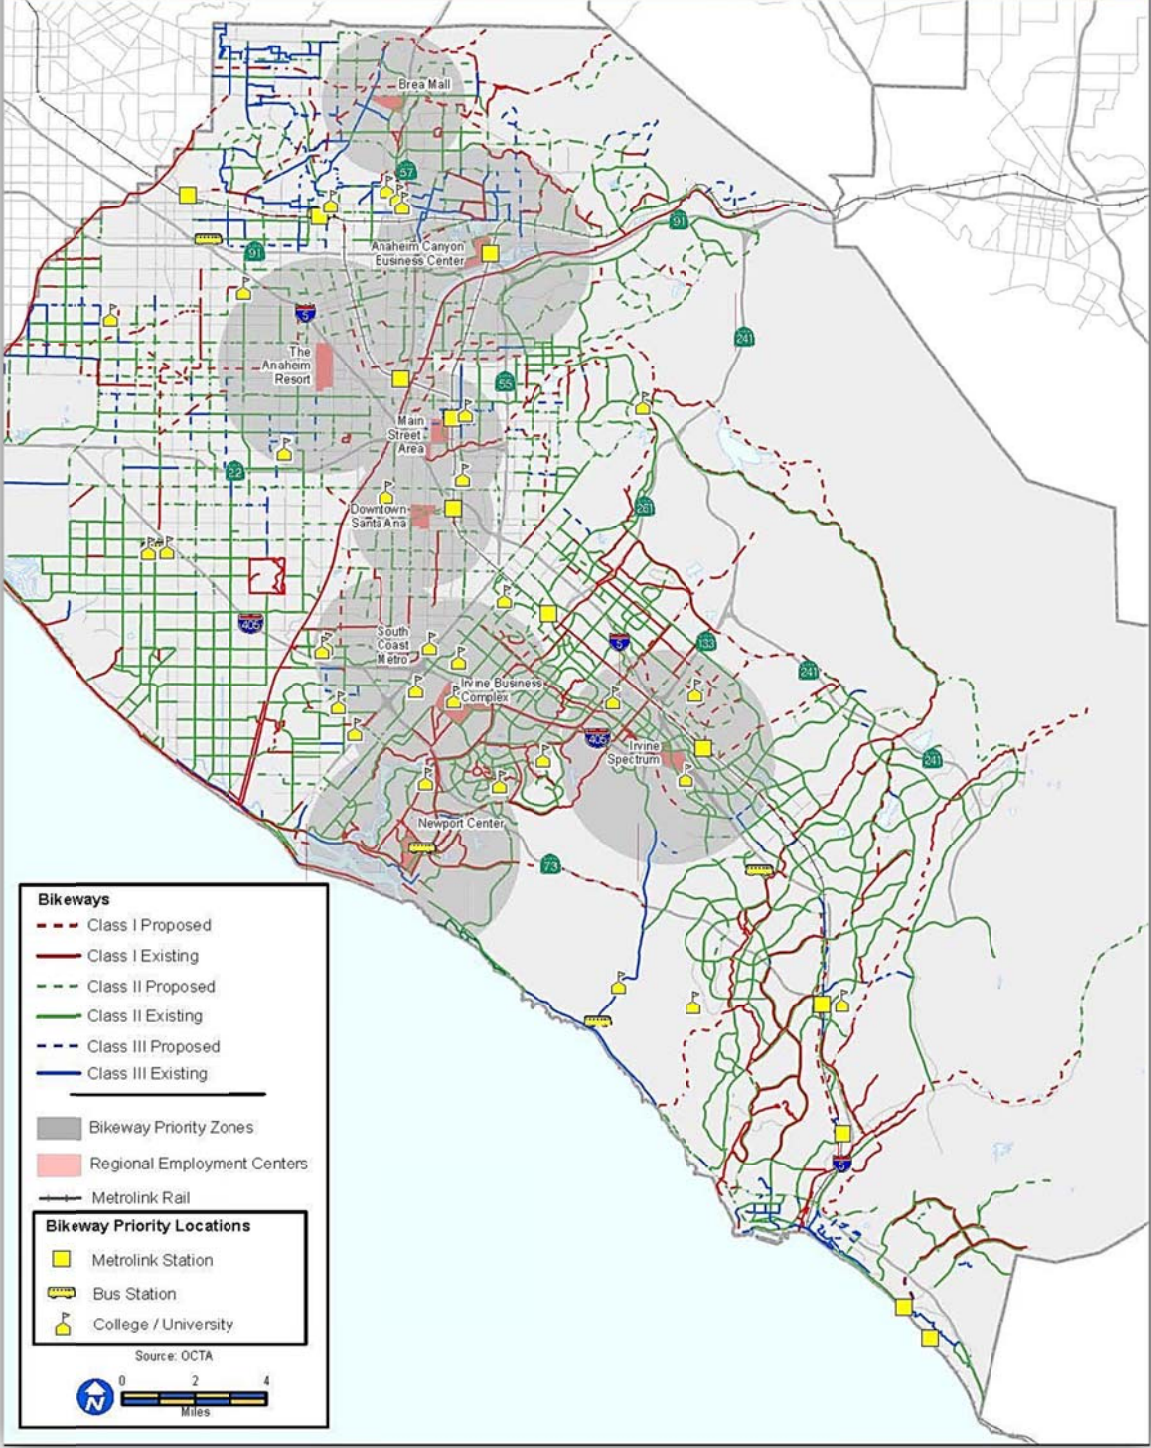 Brea Mall
57
91
Anaheim Canyon
Business Center
91
5
241
The
Anaheim
Resort
55
Main
Street
Area
22
Downtown
Santa Ana
261
405
5
133
South
Coast
Metro
241
Irvine Business
Complex
405
Irvine
Spectrum
241
Newport Center
73
5
Bikeways
Class I Proposed
Class I Existing
Class II Proposed
Class II Existing
Class III Proposed
Class III Existing
Bikeway Priority Zones
Regional Employment Centers
Metrolink Rail
Bikeway Priority Locations
Metrolink Station
Bus Station
College / University
Source: OCTA
N
0 2 4
Miles